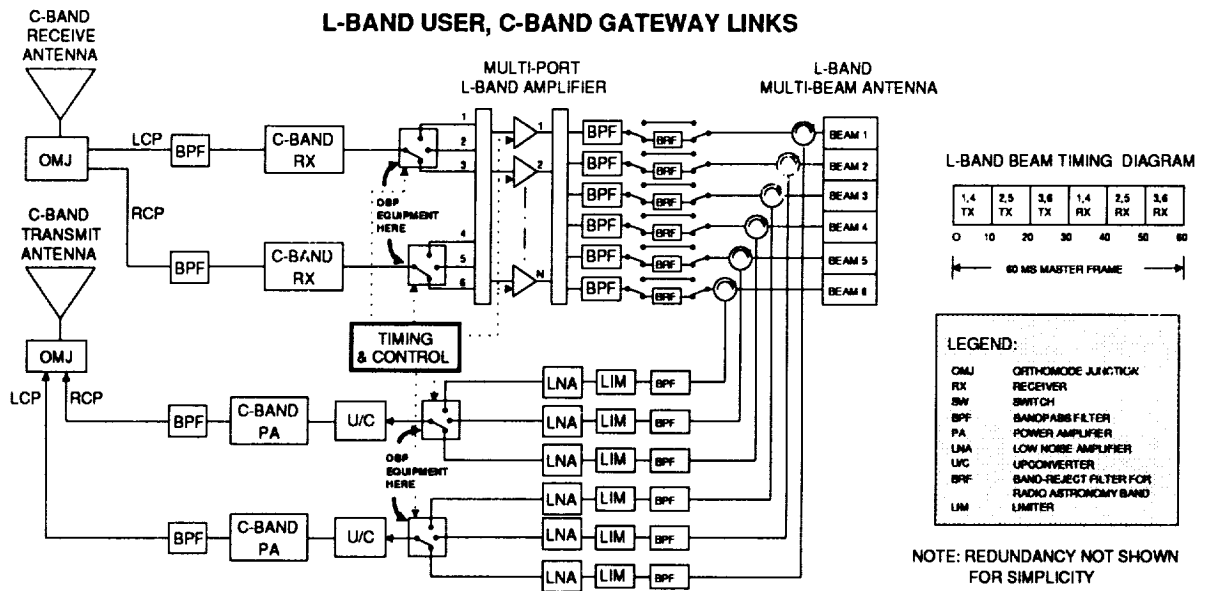 L-BAND USER, C-BAND GATEWAY LINKS
C-BAND
RECEIVE
ANTENNA
OMJ
LCP
RCP
BPF
C-BAND
RX
BPF
C-BAND
RX
1
2
3
4
5
6
OBP
EQUIPMENT
HERE
MULTI-PORT
L-BAND AMPLIFIER
1
2
N
BPF
BRF
BPF
BRF
BPF
BRF
BPF
BRF
BPF
BRF
BPF
BRF
L-BAND
MULTI-BEAM ANTENNA
BEAM 1
BEAM 2
BEAM 3
BEAM 4
BEAM 5
BEAM 6
C-BAND
TRANSMIT
ANTENNA
OMJ
LCP
RCP
TIMING
& CONTROL
BPF
C-BAND
PA
U/C
OBP
EQUIPMENT
HERE
BPF
C-BAND
PA
U/C
LNA
LIM
BPF
LNA
LIM
BPF
LNA
LIM
BPF
LNA
LIM
BPF
LNA
LIM
BPF
LNA
LIM
BPF
L-BAND BEAM TIMING DIAGRAM
1,4 2,5 3,6 1,4 2,5 3,6
TX TX TX RX RX RX
0 10 20 30 40 50 60
60 MS MASTER FRAME
LEGEND:
OMJ ORTHOMODE JUNCTION
RX RECEIVER
SW SWITCH
BPF BANDPASS FILTER
PA POWER AMPLIFIER
LNA LOW NOISE AMPLIFIER
U/C UPCONVERTER
BRF BAND-REJECT FILTER FOR
RADIO ASTRONOMY BAND
LIM LIMITER
NOTE: REDUNDANCY NOT SHOWN
FOR SIMPLICITY